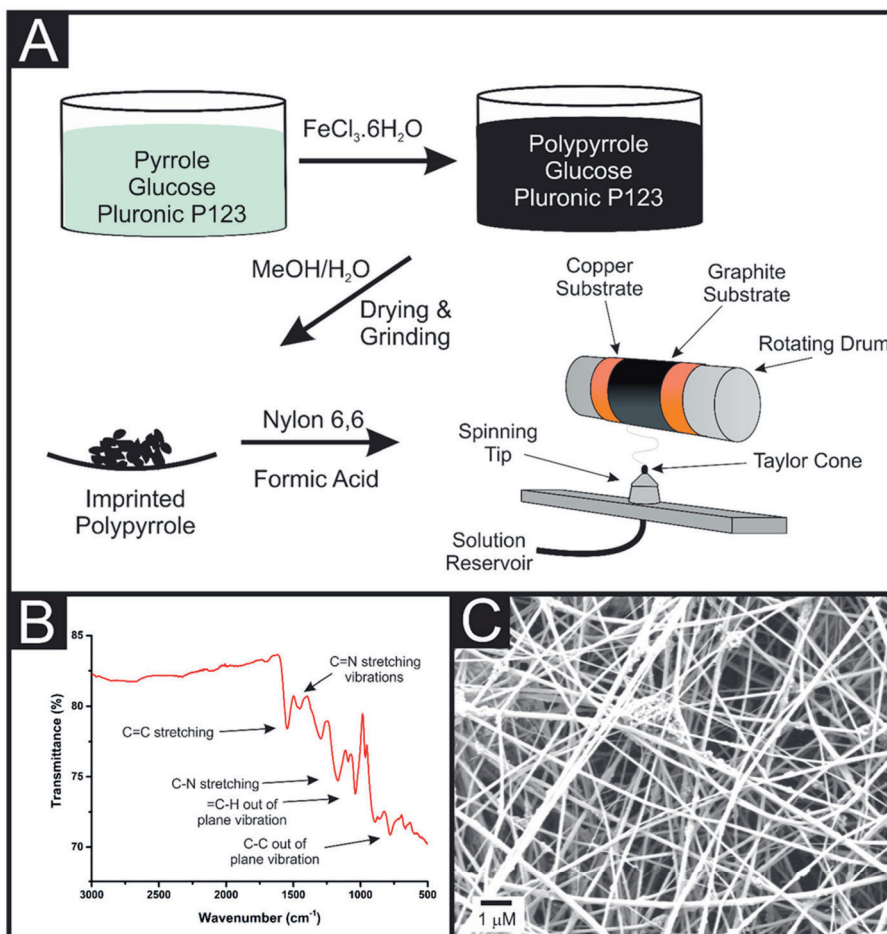 A
Pyrrole
Glucose
Pluronic P123
FeCl₃.6H₂O
Polypyrrole
Glucose
Pluronic P123
MeOH/H₂O
Drying &
Grinding
Imprinted
Polypyrrole
Nylon 6,6
Formic Acid
Copper
Substrate
Graphite
Substrate
Rotating Drum
Spinning
Tip
Taylor Cone
Solution
Reservoir
B
85
80
75
70
Transmittance (%)
C=N stretching
vibrations
C=C stretching
C-N stretching
=C-H out of
plane vibration
C-C out of
plane vibration
3000
2500
2000
1500
1000
500
Wavenumber (cm⁻¹)
C
1 µM